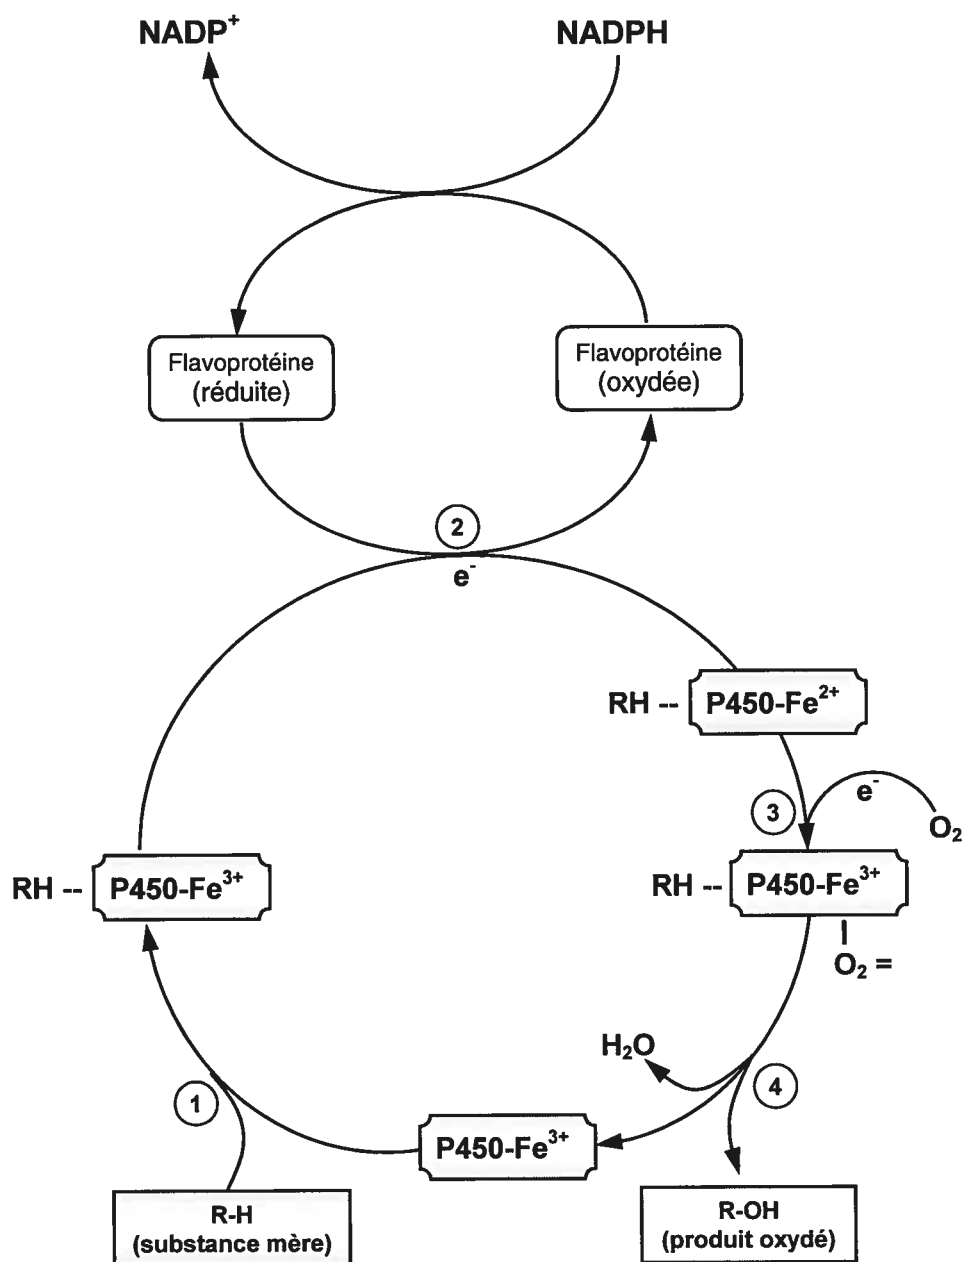 NADP⁺ NADPH
Flavoprotéine
(réduite)
Flavoprotéine
(oxydée)
2
e⁻
RH -- P450-Fe²⁺
3
e⁻
O₂
RH -- P450-Fe³⁺
RH -- P450-Fe³⁺
O₂ =
H₂O
4
1
P450-Fe³⁺
R-H
(substance mère)
R-OH
(produit oxydé)